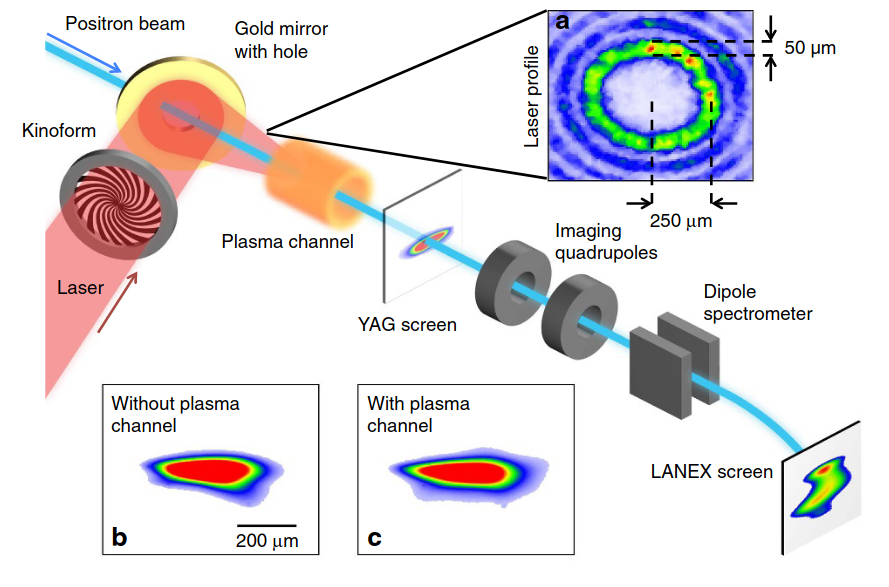 Positron beam
Gold mirror
with hole
Kinoform
Laser
Plasma channel
a
Laser profile
50 μm
250 μm
YAG screen
Imaging
quadrupoles
Dipole
spectrometer
LANEX screen
Without plasma
channel
b
200 μm
With plasma
channel
c